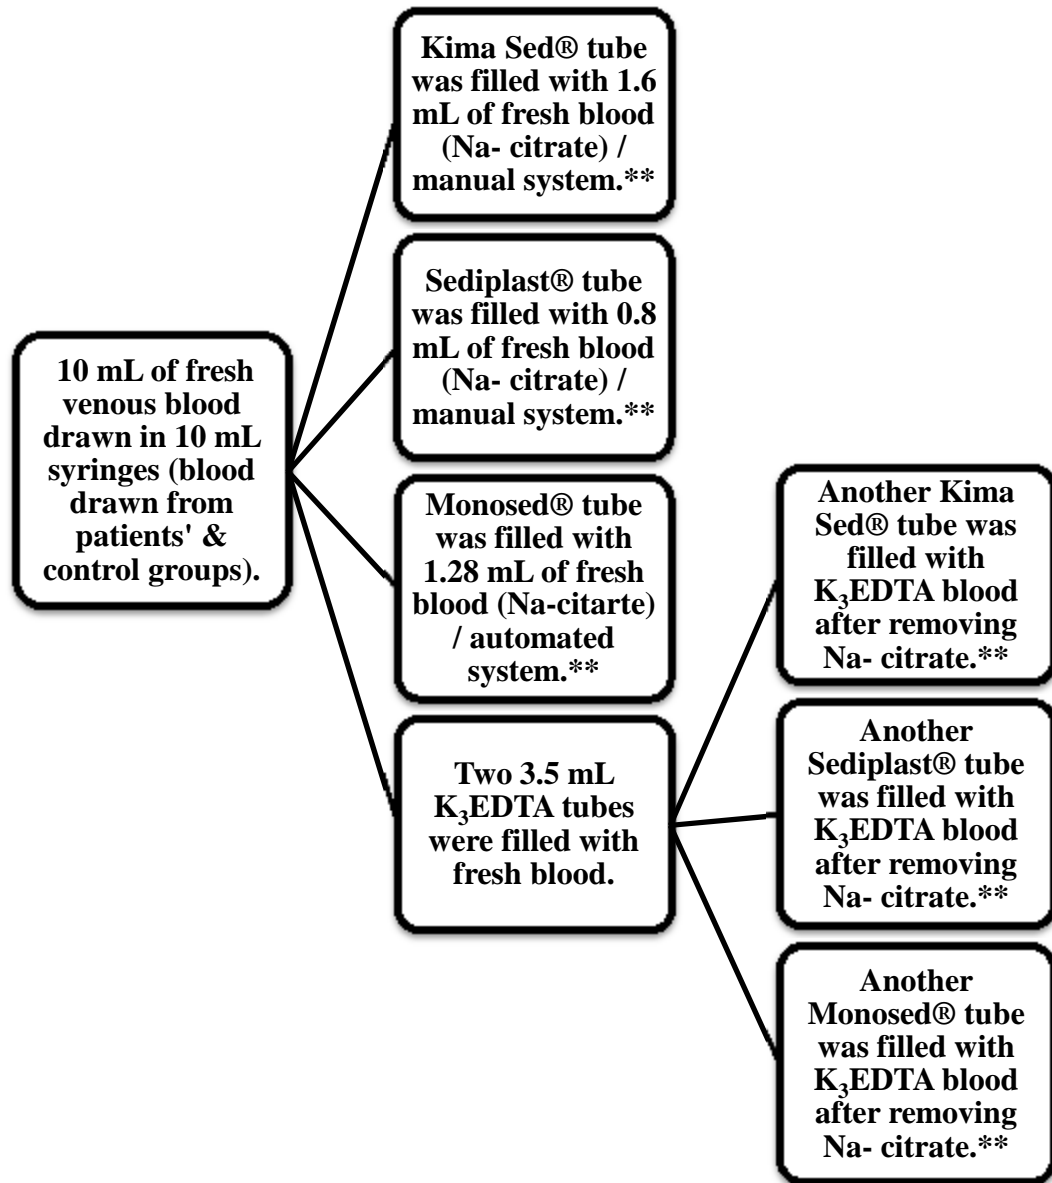 10 mL of fresh
venous blood
drawn in 10 mL
syringes (blood
drawn from
patients' &
control groups).
Kima Sed® tube
was filled with 1.6
mL of fresh blood
(Na- citrate) /
manual system.**
Sediplast® tube
was filled with 0.8
mL of fresh blood
(Na- citrate) /
manual system.**
Monosed® tube
was filled with
1.28 mL of fresh
blood (Na-citarte)
/ automated
system.**
Two 3.5 mL
K₃EDTA tubes
were filled with
fresh blood.
Another Kima
Sed® tube was
filled with
K₃EDTA blood
after removing
Na- citrate.**
Another
Sediplast® tube
was filled with
K₃EDTA blood
after removing
Na- citrate.**
Another
Monosed® tube
was filled with
K₃EDTA blood
after removing
Na- citrate.**